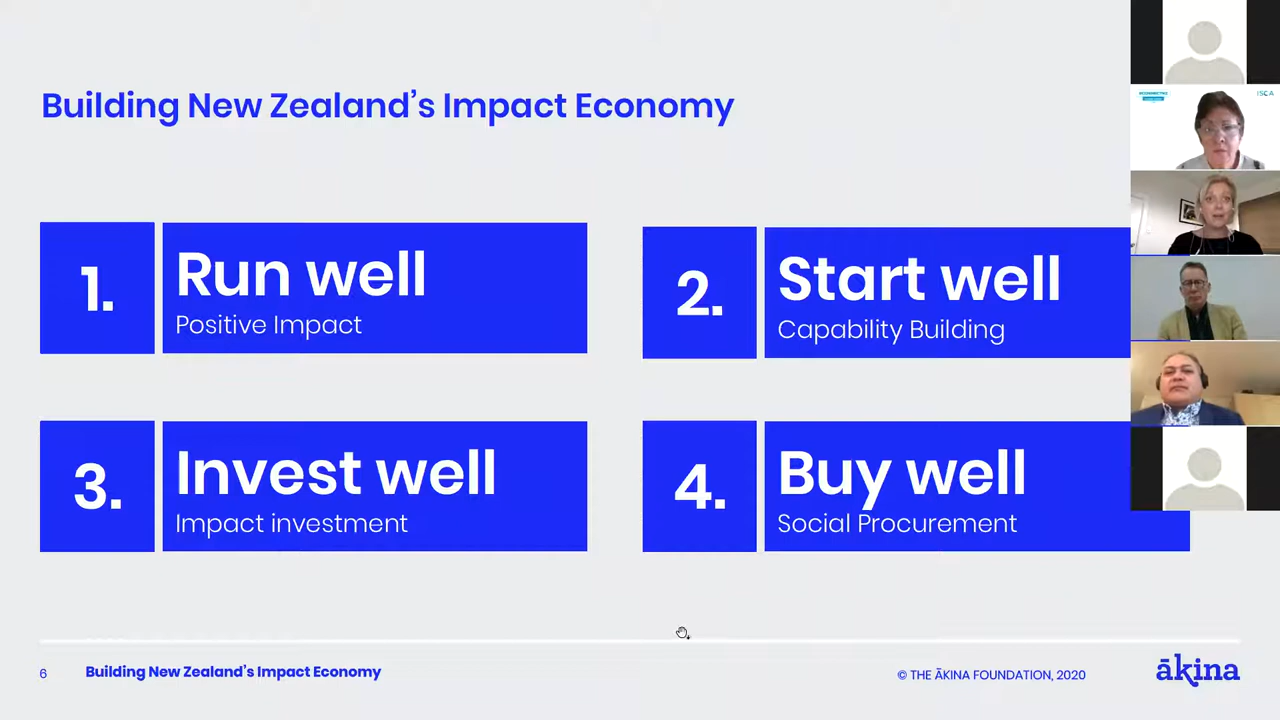 Building New Zealand’s Impact Economy
1.
Run well
Positive Impact
2.
Start well
Capability Building
3.
Invest well
Impact investment
4.
Buy well
Social Procurement
6
Building New Zealand’s Impact Economy
© THE ĀKINA FOUNDATION, 2020
ākina
ISCA